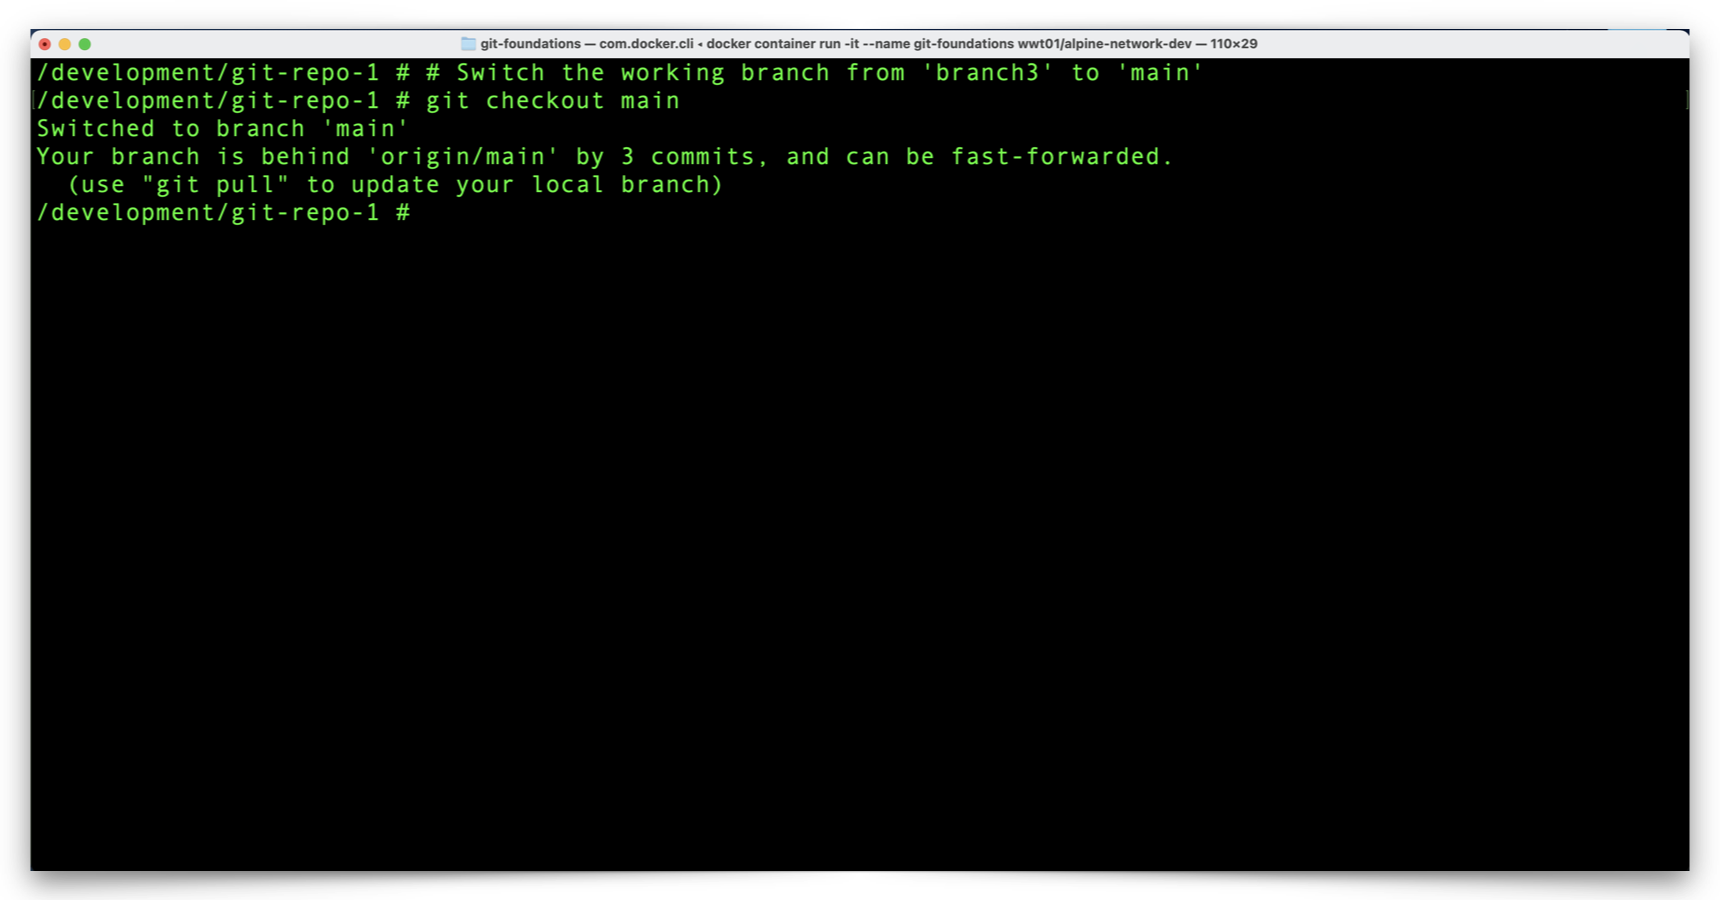 git-foundations — com.docker.cli ◂ docker container run -it --name git-foundations wwt01/alpine-network-dev — 110×29
/development/git-repo-1 # # Switch the working branch from 'branch3' to 'main'
/development/git-repo-1 # git checkout main
Switched to branch 'main'
Your branch is behind 'origin/main' by 3 commits, and can be fast-forwarded.
  (use "git pull" to update your local branch)
/development/git-repo-1 #